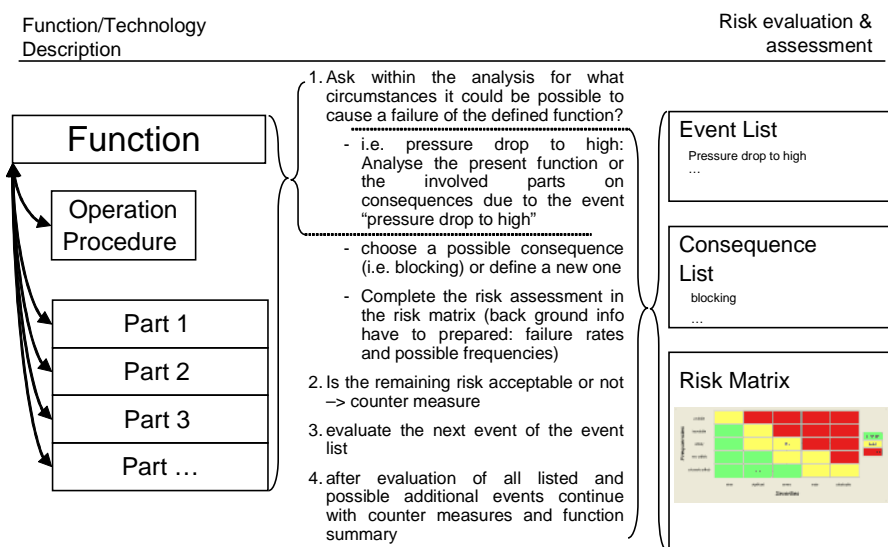 Function/Technology
Description
Risk evaluation &
assessment
Function
Operation
Procedure
Part 1
Part 2
Part 3
Part …
1. Ask within the analysis for what
circumstances it could be possible to
cause a failure of the defined function?
- i.e. pressure drop to high:
Analyse the present function or
the involved parts on
consequences due to the event
“pressure drop to high”
- choose a possible consequence
(i.e. blocking) or define a new one
- Complete the risk assessment in
the risk matrix (back ground info
have to prepared: failure rates
and possible frequencies)
2. Is the remaining risk acceptable or not
–> counter measure
3. evaluate the next event of the event
list
4. after evaluation of all listed and
possible additional events continue
with counter measures and function
summary
Event List
Pressure drop to high
…
Consequence
List
blocking
…
Risk Matrix
Frequencies
Severities